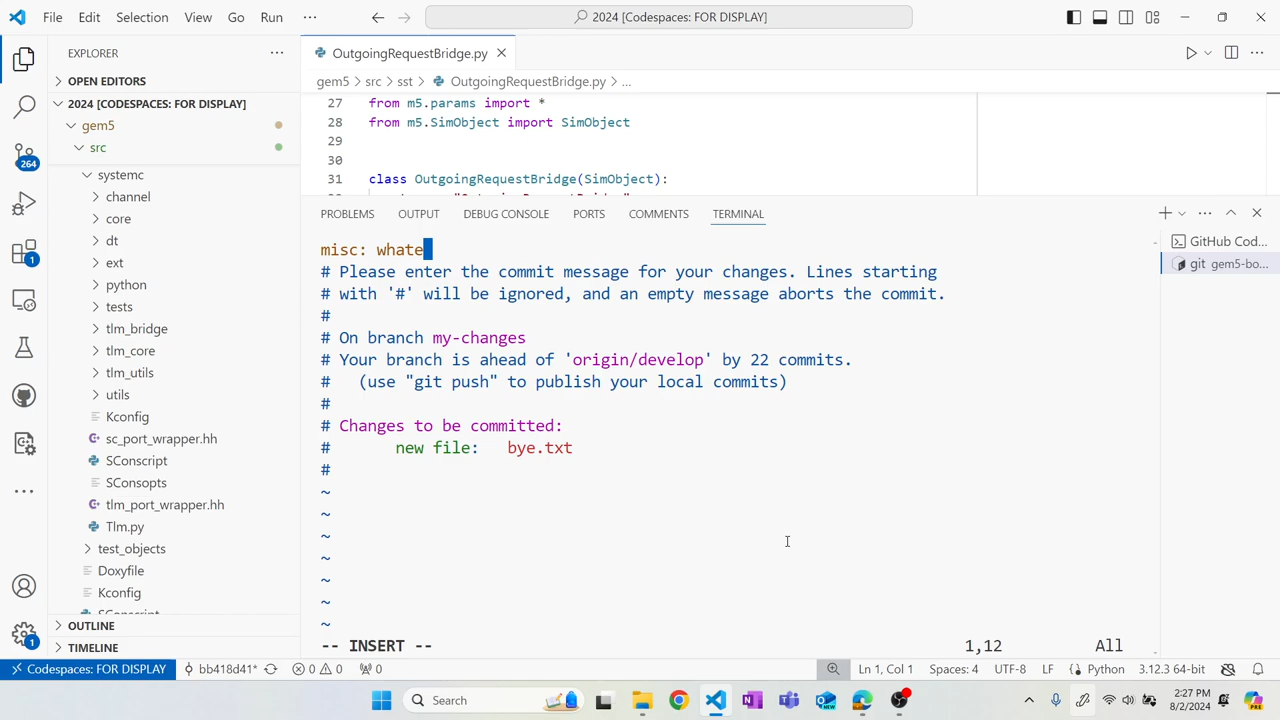 File Edit Selection View Go Run ···
2024 [Codespaces: FOR DISPLAY]
EXPLORER
OPEN EDITORS
2024 [CODESPACES: FOR DISPLAY]
gem5
src
systemc
channel
core
dt
ext
python
tests
tlm_bridge
tlm_core
tlm_utils
utils
Kconfig
sc_port_wrapper.hh
SConscript
SConsopts
tlm_port_wrapper.hh
Tlm.py
test_objects
Doxyfile
Kconfig
SConscript
OUTLINE
TIMELINE
264
1
1
OutgoingRequestBridge.py
gem5 > src > sst > OutgoingRequestBridge.py > ...
27 from m5.params import *
28 from m5.SimObject import SimObject
29
30
31 class OutgoingRequestBridge(SimObject):
PROBLEMS OUTPUT DEBUG CONSOLE PORTS COMMENTS TERMINAL
misc: whate
# Please enter the commit message for your changes. Lines starting
# with '#' will be ignored, and an empty message aborts the commit.
#
# On branch my-changes
# Your branch is ahead of 'origin/develop' by 22 commits.
#   (use "git push" to publish your local commits)
#
# Changes to be committed:
#       new file:   bye.txt
#
~
~
~
~
~
~
~
-- INSERT -- 1,12 All
GitHub Cod...
git gem5-bo...
Codespaces: FOR DISPLAY bb418d41* 0 0 0 Ln 1, Col 1 Spaces: 4 UTF-8 LF Python 3.12.3 64-bit
Search
2:27 PM
8/2/2024